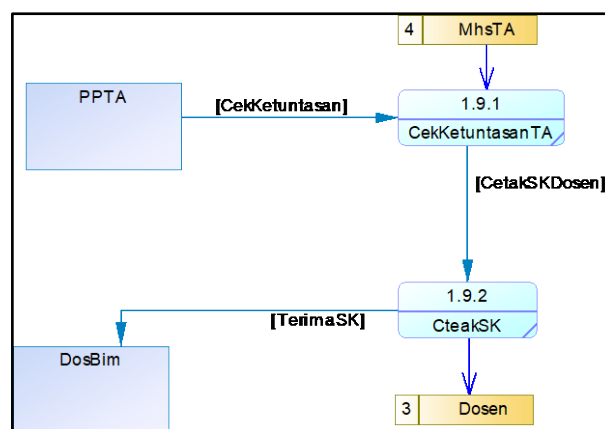 4 MhsTA
PPTA
[CekKetuntasan]
1.9.1
CekKetuntasanTA
[CetakSKDosen]
1.9.2
CteakSK
[TerimaSK]
DosBim
3 Dosen